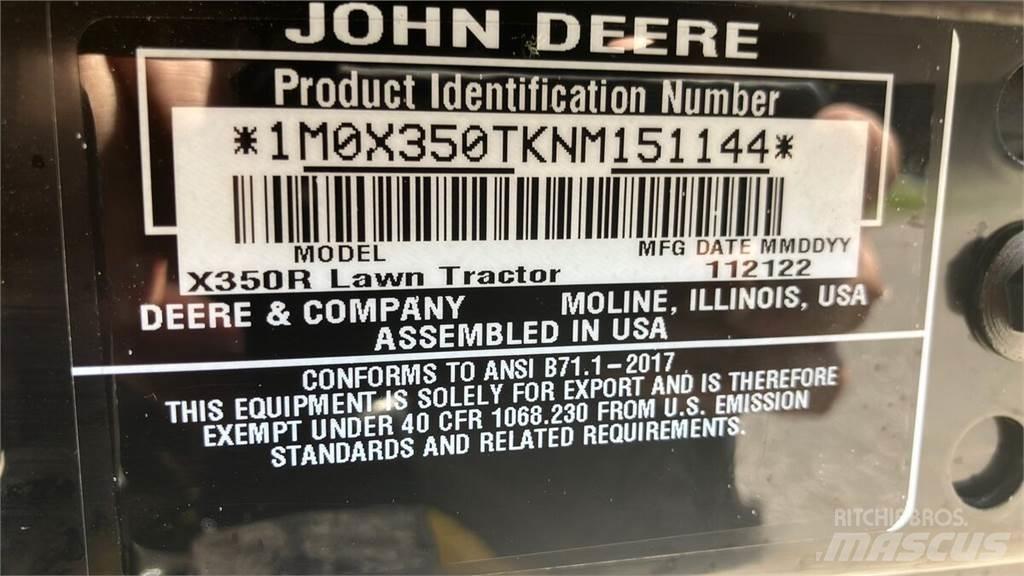 JOHN DEERE
Product Identification Number
*1M0X350TKNM151144*
MODEL MFG DATE MMDDYY
X350R Lawn Tractor 112122
DEERE & COMPANY MOLINE, ILLINOIS, USA
ASSEMBLED IN USA
CONFORMS TO ANSI B71.1-2017
THIS EQUIPMENT IS SOLELY FOR EXPORT AND IS THEREFORE
EXEMPT UNDER 40 CFR 1068.230 FROM U.S. EMISSION
STANDARDS AND RELATED REQUIREMENTS.
RITCHIE BROS.
MASCUS